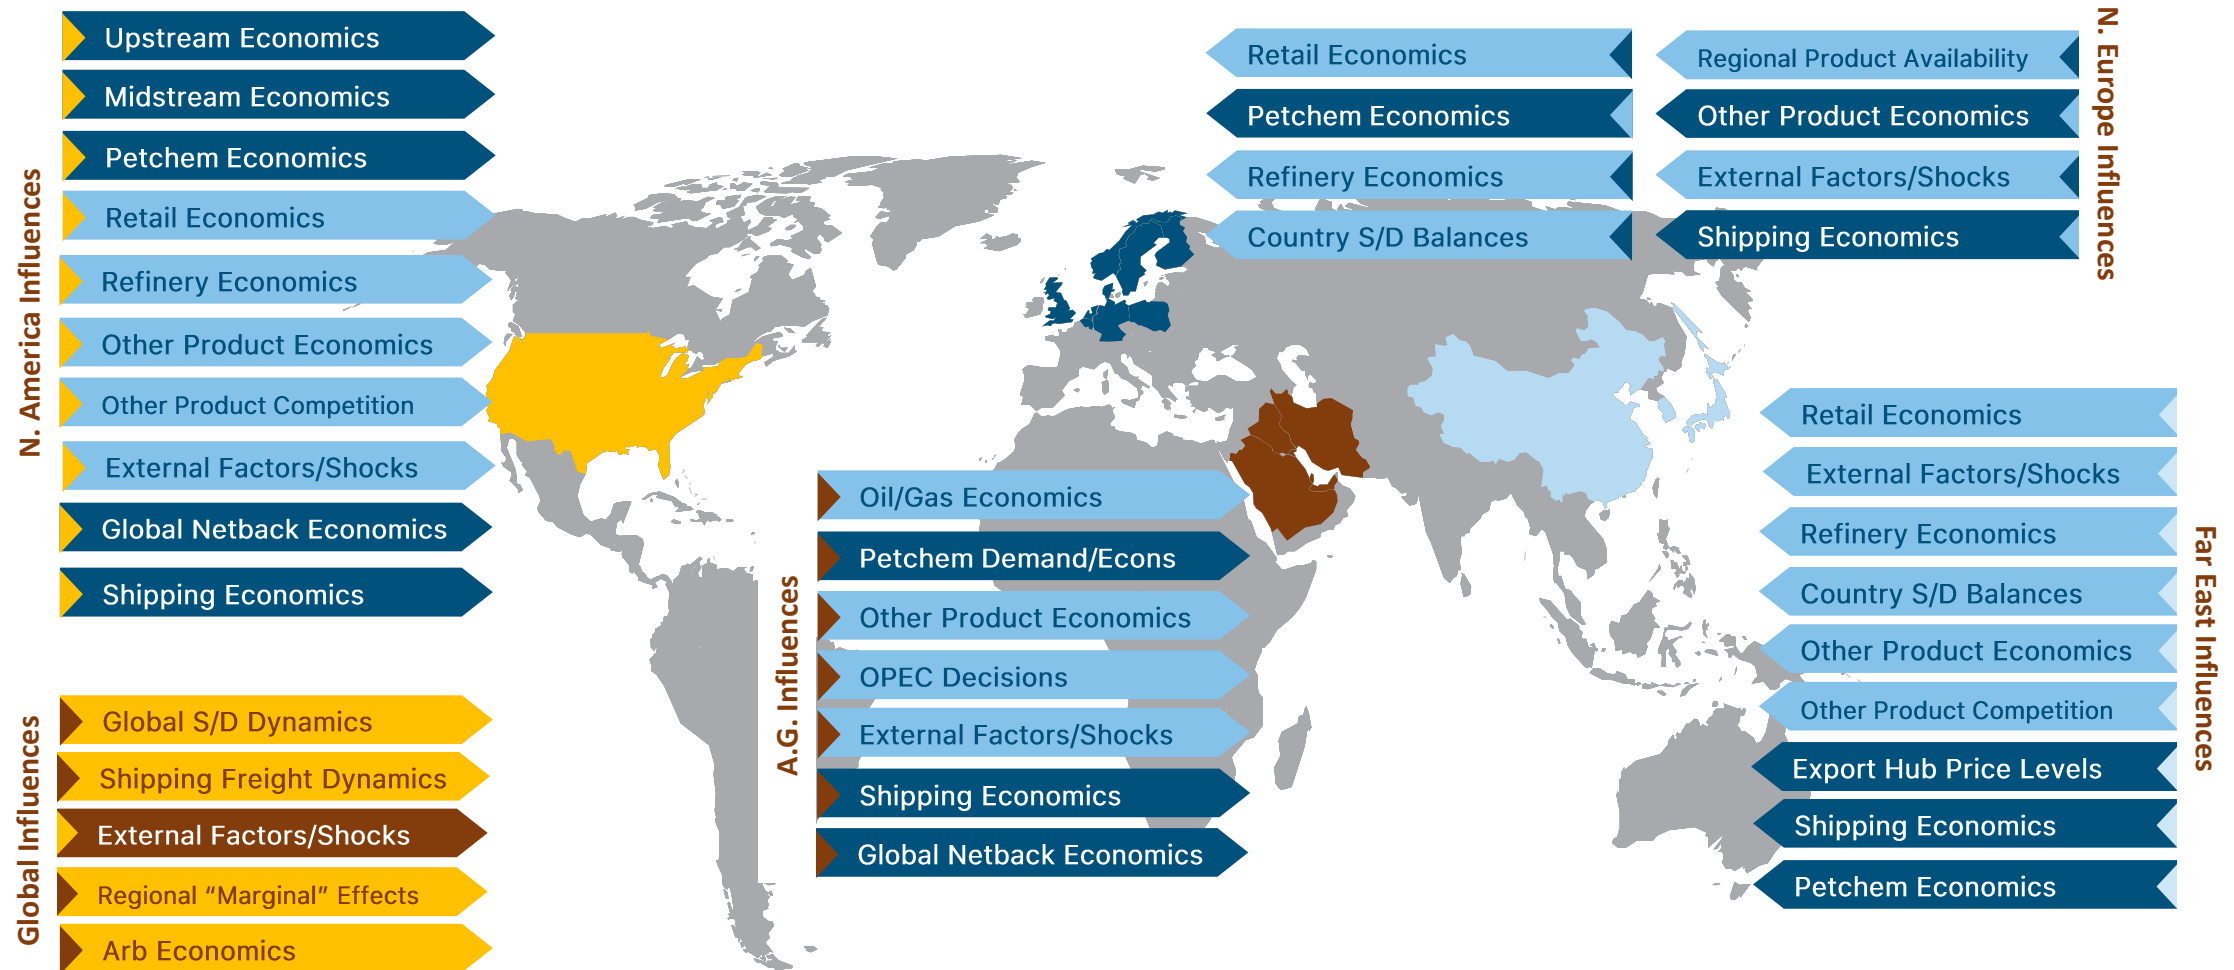 N. America Influences
Upstream Economics
Midstream Economics
Petchem Economics
Retail Economics
Refinery Economics
Other Product Economics
Other Product Competition
External Factors/Shocks
Global Netback Economics
Shipping Economics
Global Influences
Global S/D Dynamics
Shipping Freight Dynamics
External Factors/Shocks
Regional “Marginal” Effects
Arb Economics
A.G. Influences
Oil/Gas Economics
Petchem Demand/Econs
Other Product Economics
OPEC Decisions
External Factors/Shocks
Shipping Economics
Global Netback Economics
N. Europe Influences
Retail Economics
Petchem Economics
Refinery Economics
Country S/D Balances
Regional Product Availability
Other Product Economics
External Factors/Shocks
Shipping Economics
Far East Influences
Retail Economics
External Factors/Shocks
Refinery Economics
Country S/D Balances
Other Product Economics
Other Product Competition
Export Hub Price Levels
Shipping Economics
Petchem Economics